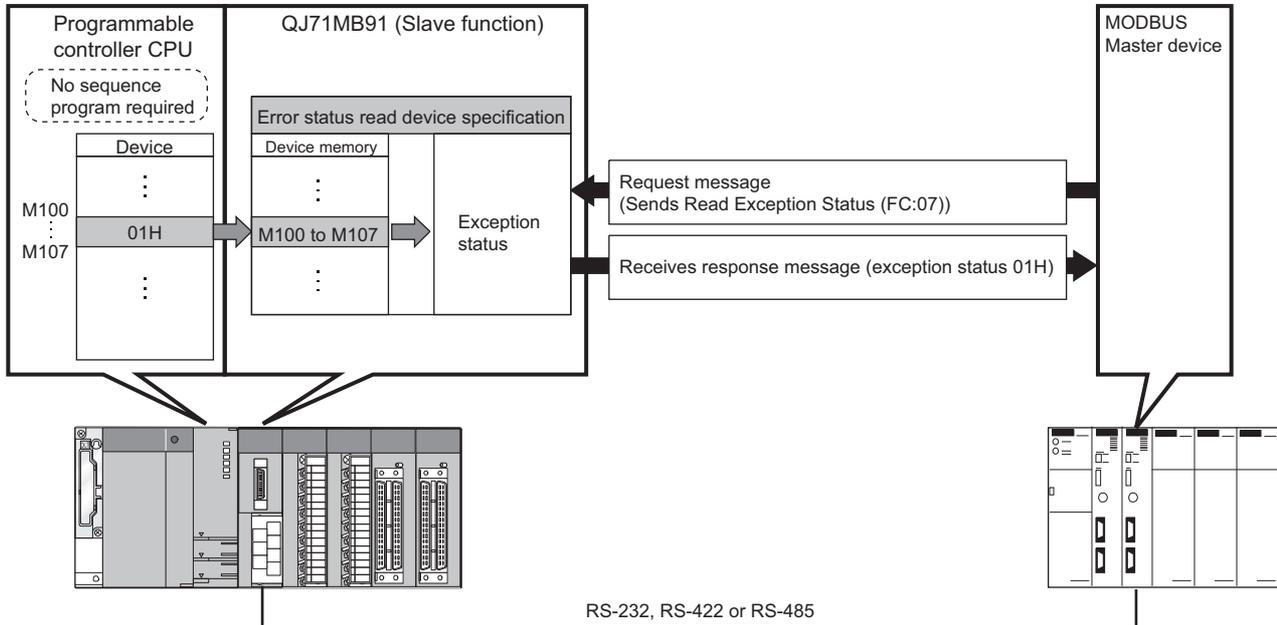 Programmable
controller CPU
No sequence
program required
Device
⋮
M100
⋮
M107
01H
⋮
QJ71MB91 (Slave function)
Error status read device specification
Device memory
⋮
M100 to M107
⋮
Exception
status
Request message
(Sends Read Exception Status (FC:07))
Receives response message (exception status 01H)
MODBUS
Master device
RS-232, RS-422 or RS-485